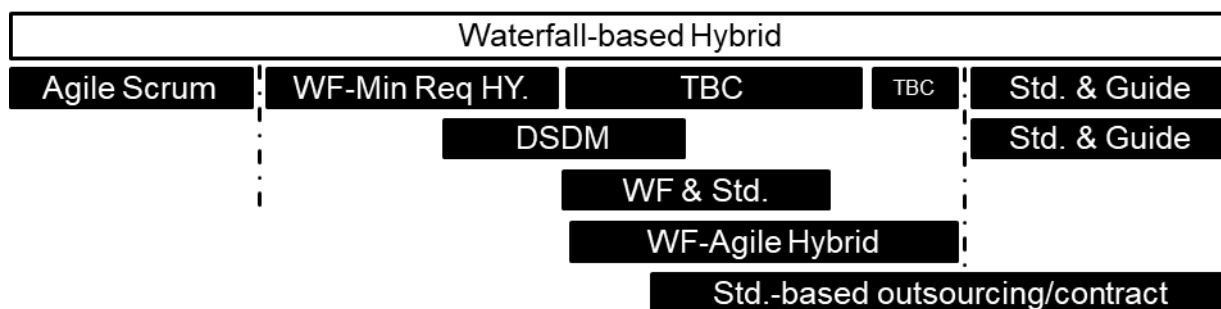 Waterfall-based Hybrid
Agile Scrum WF-Min Req HY. TBC TBC Std. & Guide
DSDM Std. & Guide
WF & Std.
WF-Agile Hybrid
Std.-based outsourcing/contract